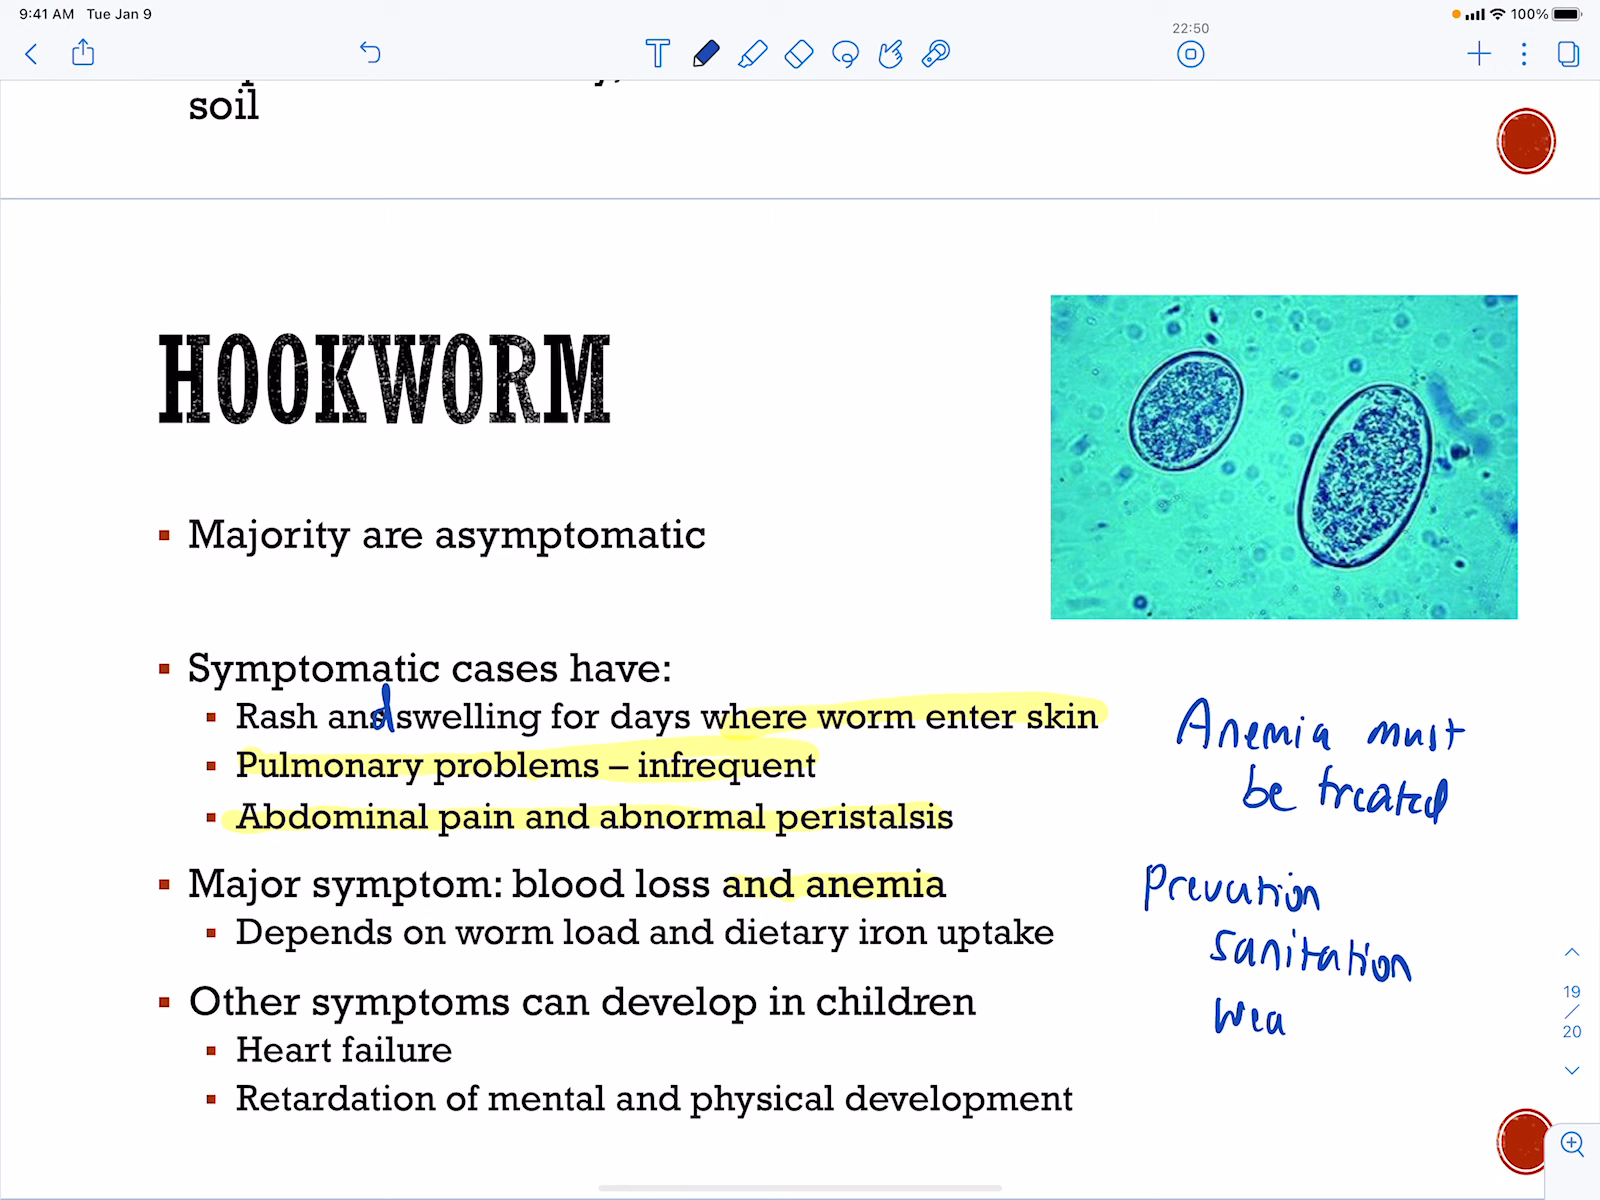 9:41 AM Tue Jan 9
100%
22:50
soil
HOOKWORM
Majority are asymptomatic
Symptomatic cases have:
Rash and swelling for days where worm enter skin
Pulmonary problems – infrequent
Abdominal pain and abnormal peristalsis
Major symptom: blood loss and anemia
Depends on worm load and dietary iron uptake
Other symptoms can develop in children
Heart failure
Retardation of mental and physical development
Anemia must
be treated
Prevation
sanitation
wea
19
/
20